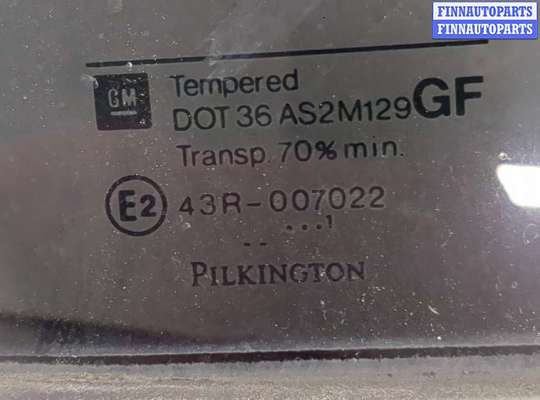 FINNAUTOPARTS
FINNAUTOPARTS
GM Tempered
DOT 36 AS2M129 GF
Transp. 70% min.
E2 43R-007022
...1
- -
PILKINGTON